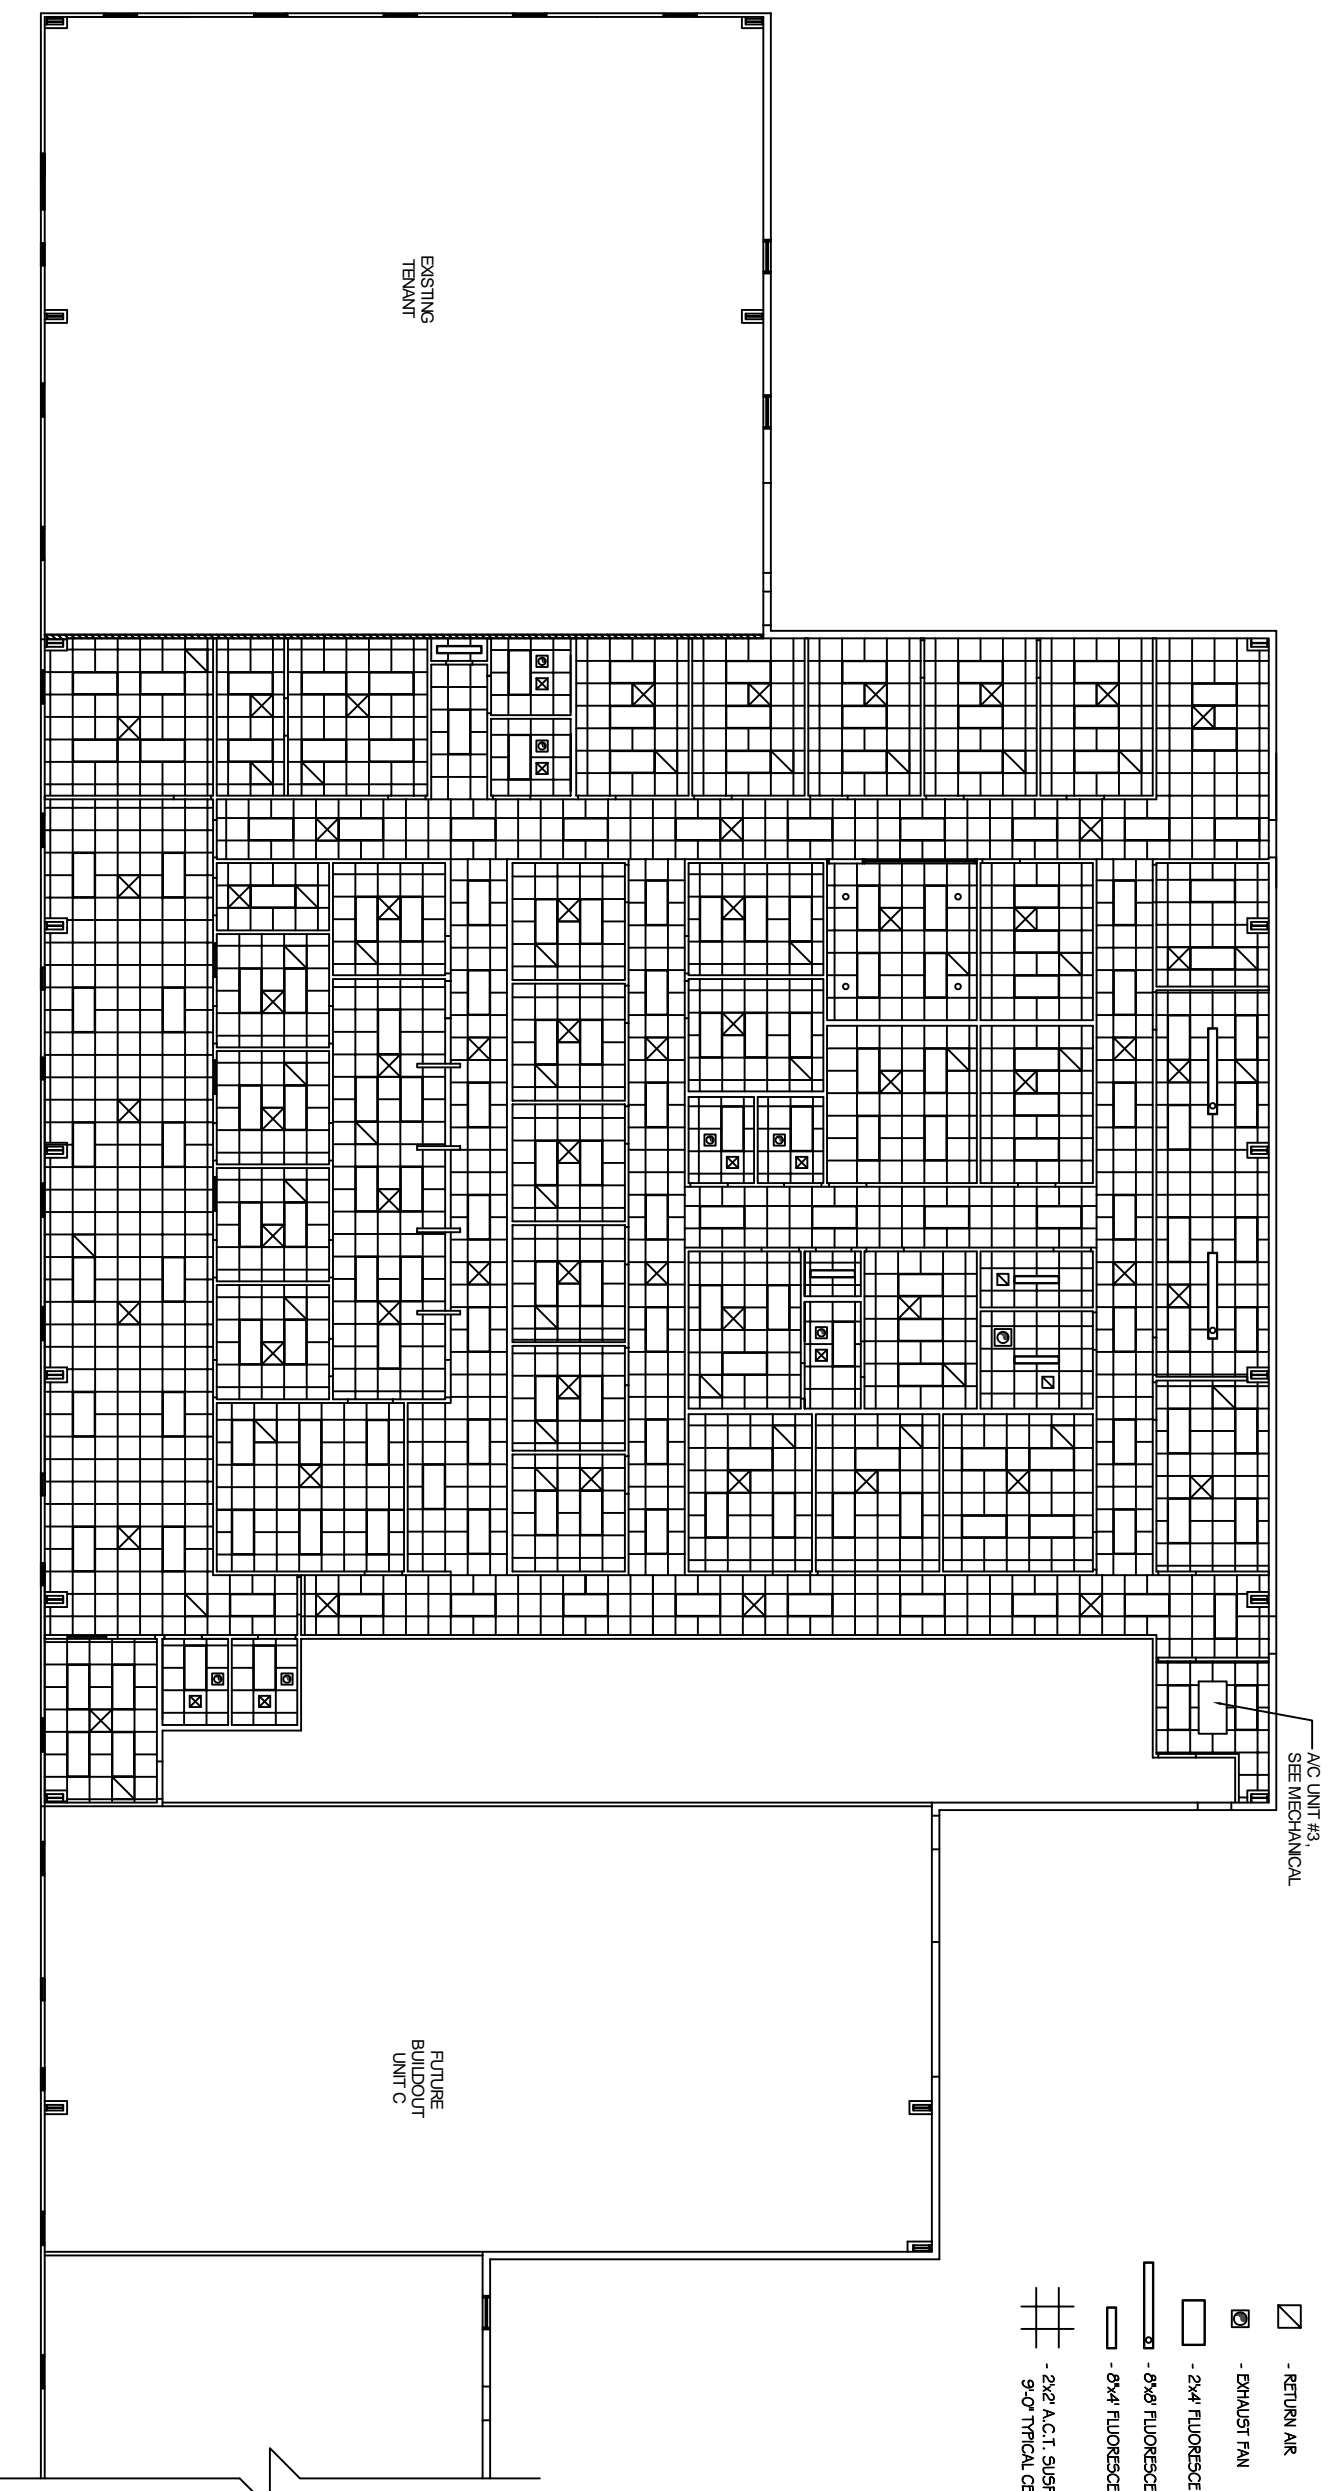 EXISTING
TENANT
A/C UNIT #3,
SEE MECHANICAL
FUTURE
BUILDOUT
UNIT C
- RETURN AIR
- EXHAUST FAN
- 2'x4' FLUORESCE
- 8"x8' FLUORESCE
- 8"x4' FLUORESCE
- 2'x2' A.C.T. SUSP
9'-0" TYPICAL CE